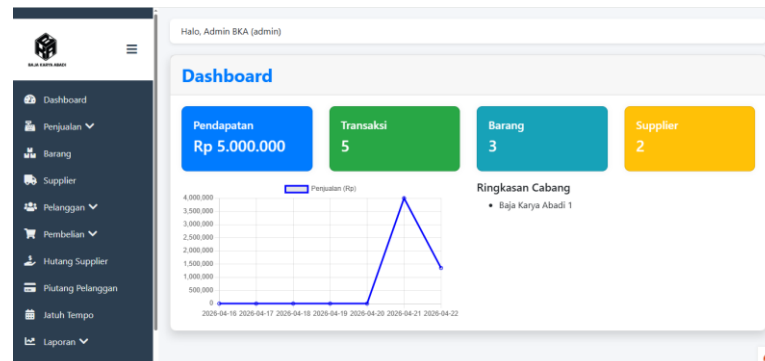 BAJA KARYA ABADI
Halo, Admin BKA (admin)
Dashboard
Penjualan
Barang
Supplier
Pelanggan
Pembelian
Hutang Supplier
Piutang Pelanggan
Jatuh Tempo
Laporan
Dashboard
Pendapatan
Rp 5.000.000
Transaksi
5
Barang
3
Supplier
2
Penjualan (Rp)
4,000,000
3,500,000
3,000,000
2,500,000
2,000,000
1,500,000
1,000,000
500,000
0
2026-04-16 2026-04-17 2026-04-18 2026-04-19 2026-04-20 2026-04-21 2026-04-22
Ringkasan Cabang
Baja Karya Abadi 1